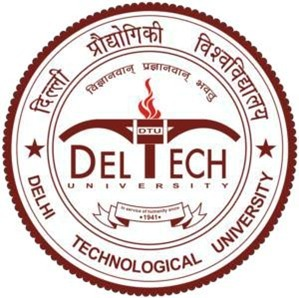 दिल्ली प्रौद्योगिकी विश्वविद्यालय
विज्ञानवान् प्रज्ञानवान् भवतु
DTU
DELTECH
UNIVERSITY
in service of humanity since
•1941•
DELHI TECHNOLOGICAL UNIVERSITY